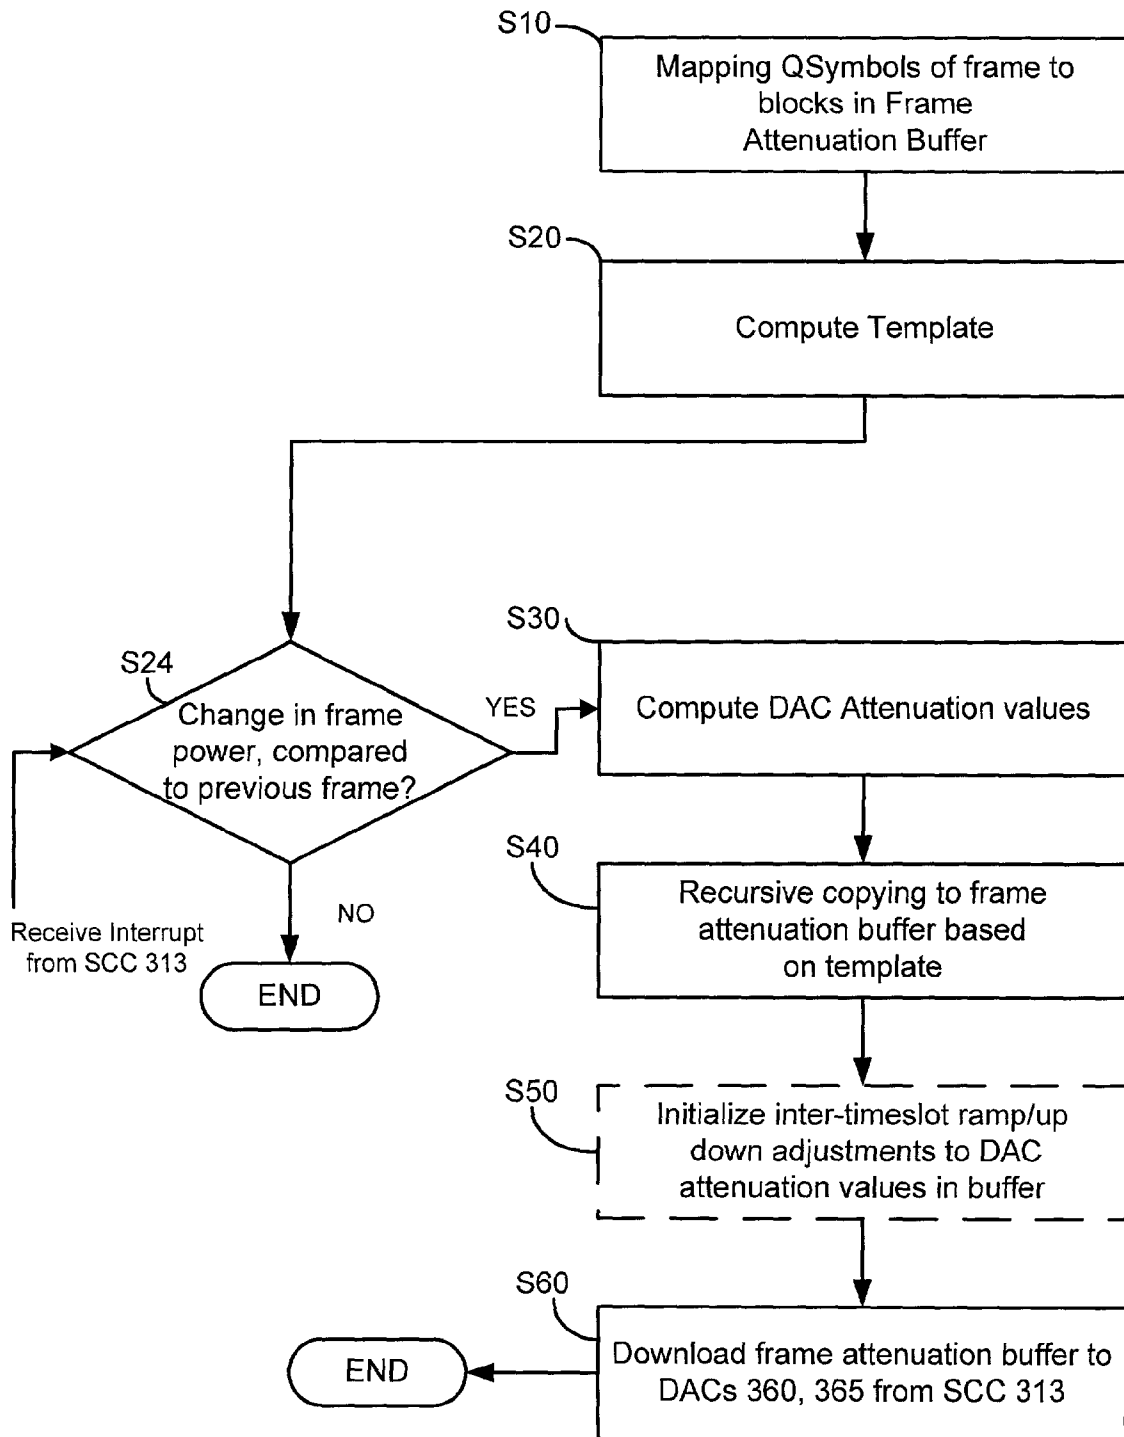 S10
Mapping QSymbols of frame to
blocks in Frame
Attenuation Buffer
S20
Compute Template
S24
Change in frame
power, compared
to previous frame?
YES
S30
Compute DAC Attenuation values
Receive Interrupt
from SCC 313
NO
END
S40
Recursive copying to frame
attenuation buffer based
on template
S50
Initialize inter-timeslot ramp/up
down adjustments to DAC
attenuation values in buffer
S60
Download frame attenuation buffer to
DACs 360, 365 from SCC 313
END